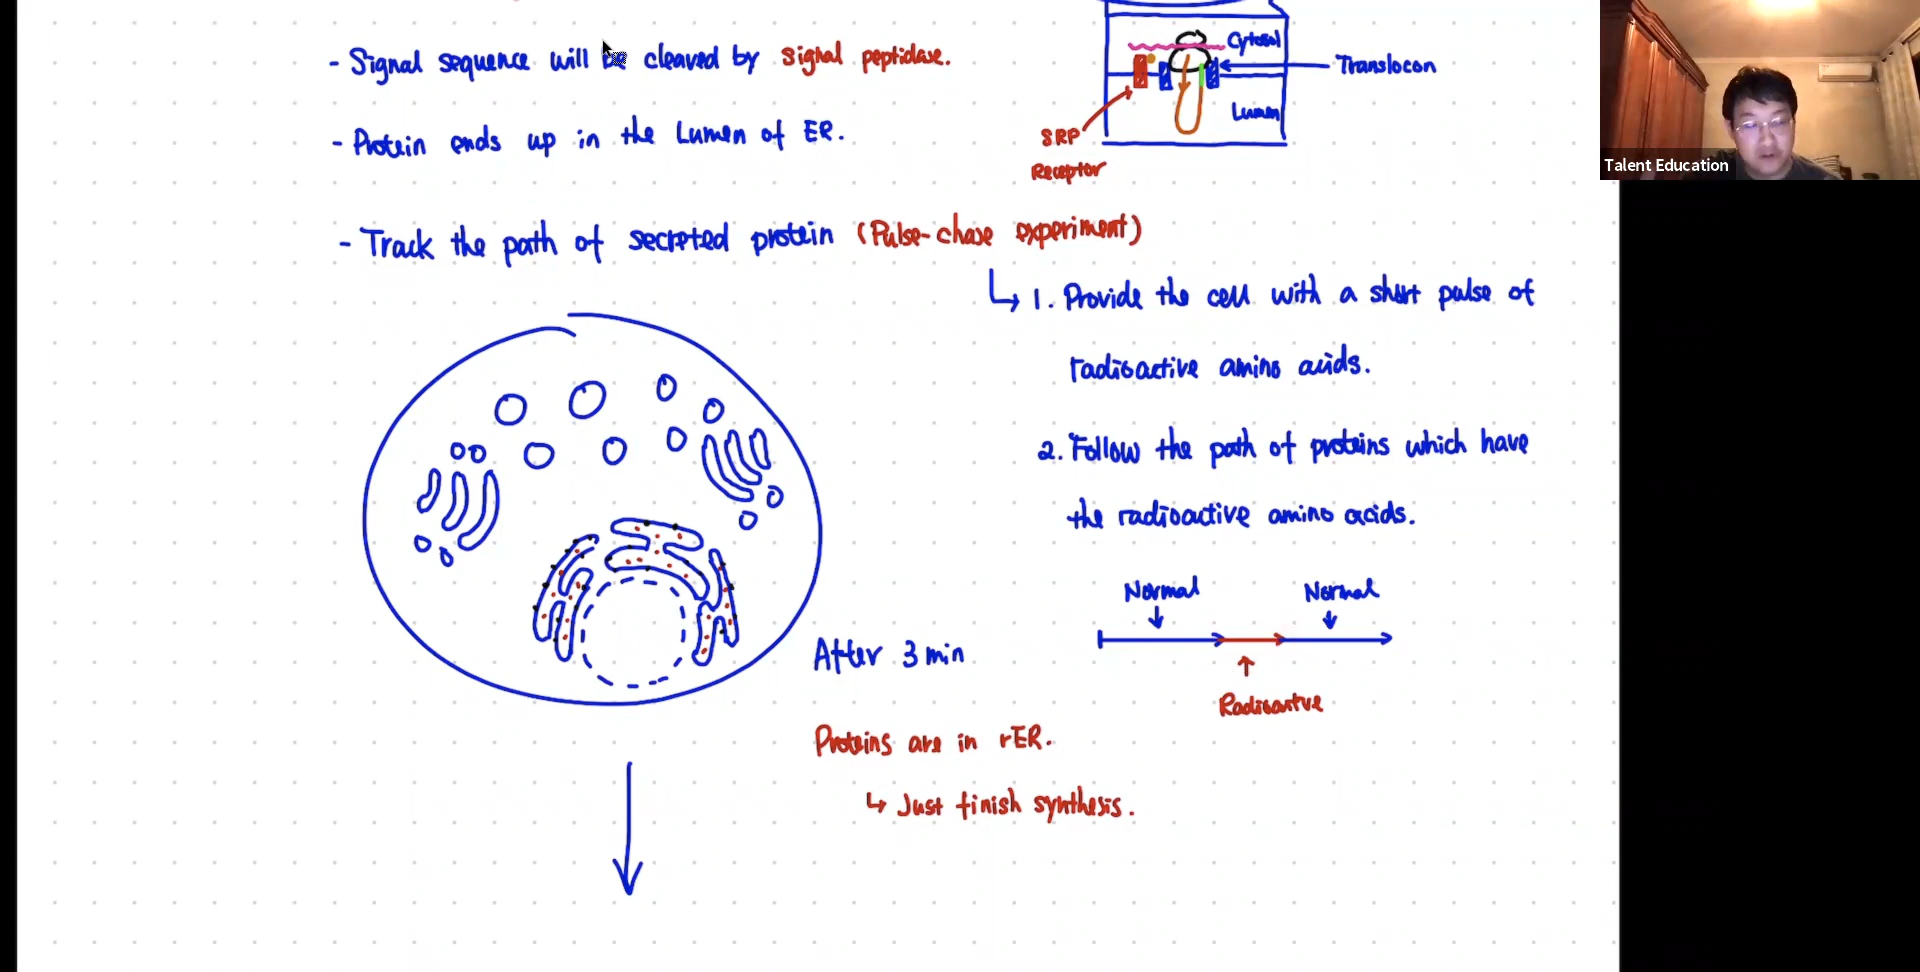 - Signal sequence will be cleaved by signal peptidase.
- Protein ends up in the Lumen of ER.
Cytosol
Translocon
Lumen
SRP
Receptor
Talent Education
- Track the path of secreted protein (Pulse-chase experiment)
↳ 1. Provide the cell with a short pulse of
radioactive amino acids.
2. Follow the path of proteins which have
the radioactive amino acids.
Normal
Normal
Radioactve
After 3 min
Proteins are in rER.
↳ Just finish synthesis.